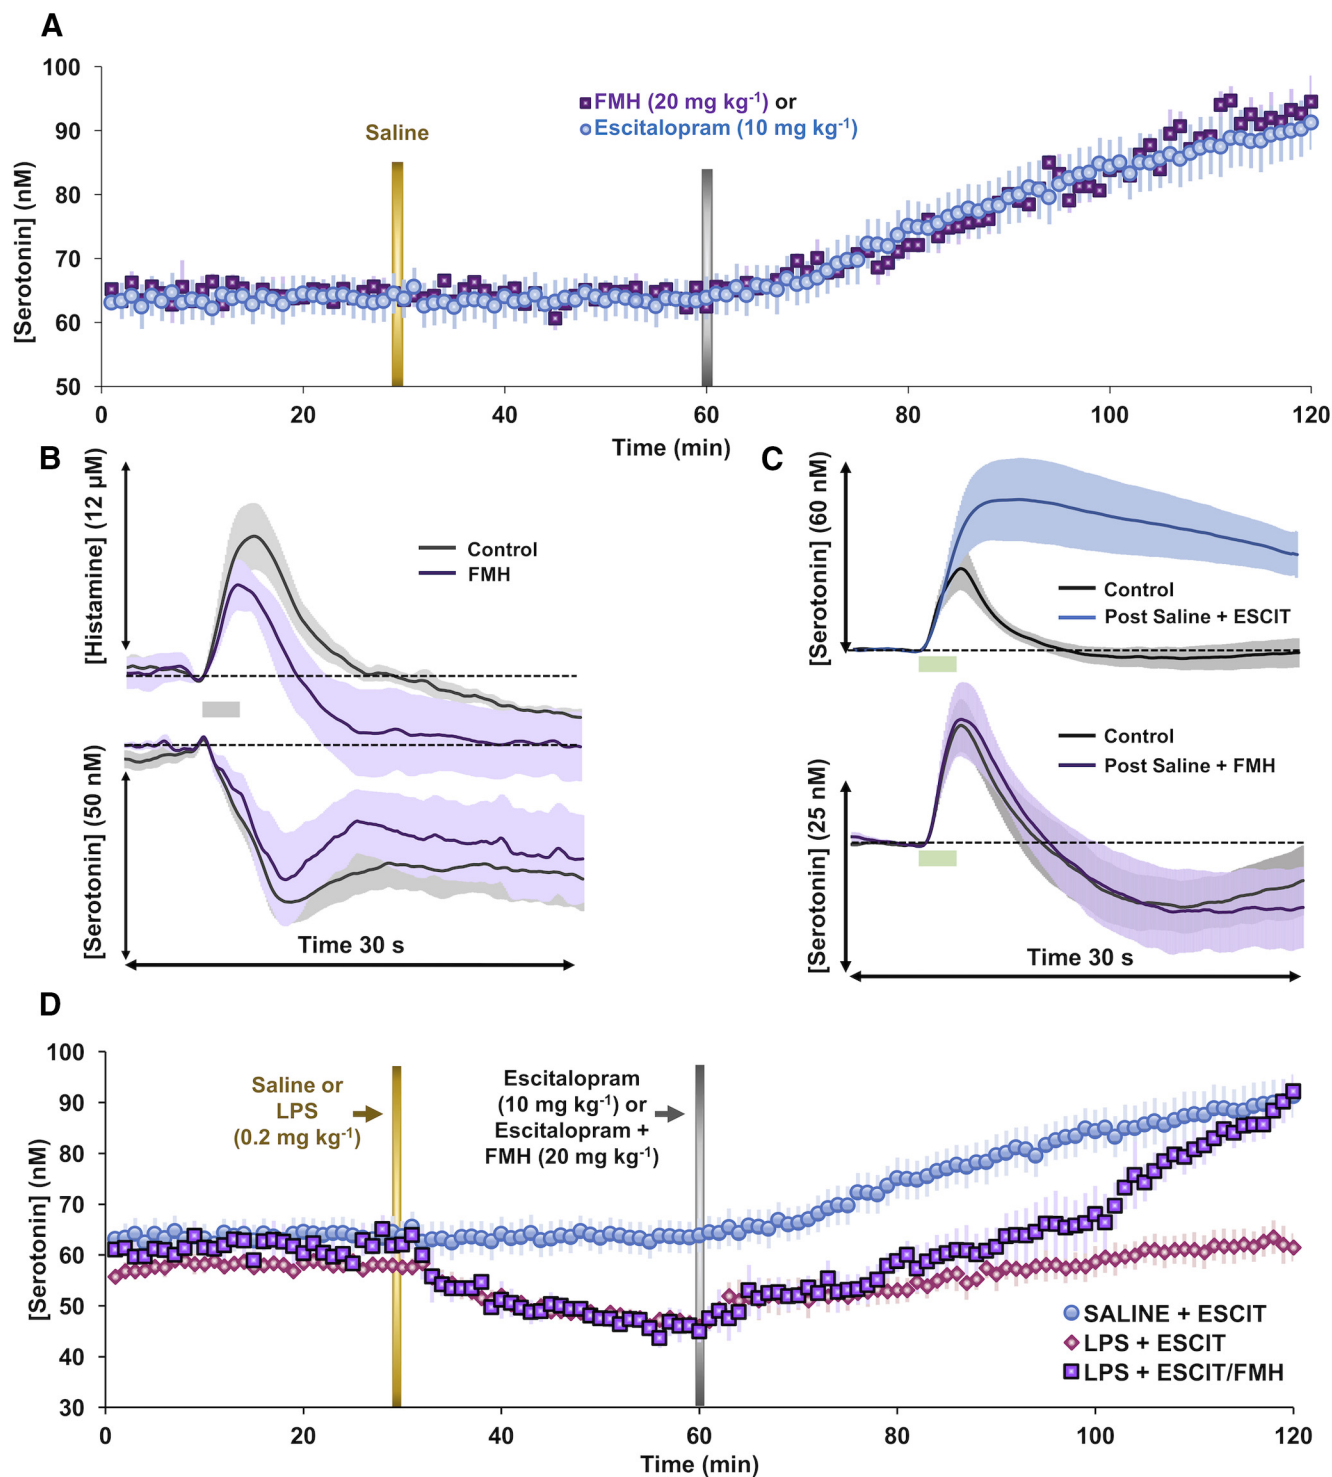 A
100
90
80
70
60
50
[Serotonin] (nM)
Saline
FMH (20 mg kg-1) or
Escitalopram (10 mg kg-1)
0
20
40
60
80
100
120
Time (min)
B
[Histamine] (12 µM)
Control
FMH
[Serotonin] (50 nM)
Time 30 s
C
[Serotonin] (60 nM)
Control
Post Saline + ESCIT
[Serotonin] (25 nM)
Control
Post Saline + FMH
Time 30 s
D
100
90
80
70
60
50
40
30
[Serotonin] (nM)
Saline or
LPS
(0.2 mg kg-1)
Escitalopram
(10 mg kg-1) or
Escitalopram +
FMH (20 mg kg-1)
SALINE + ESCIT
LPS + ESCIT
LPS + ESCIT/FMH
0
20
40
60
80
100
120
Time (min)